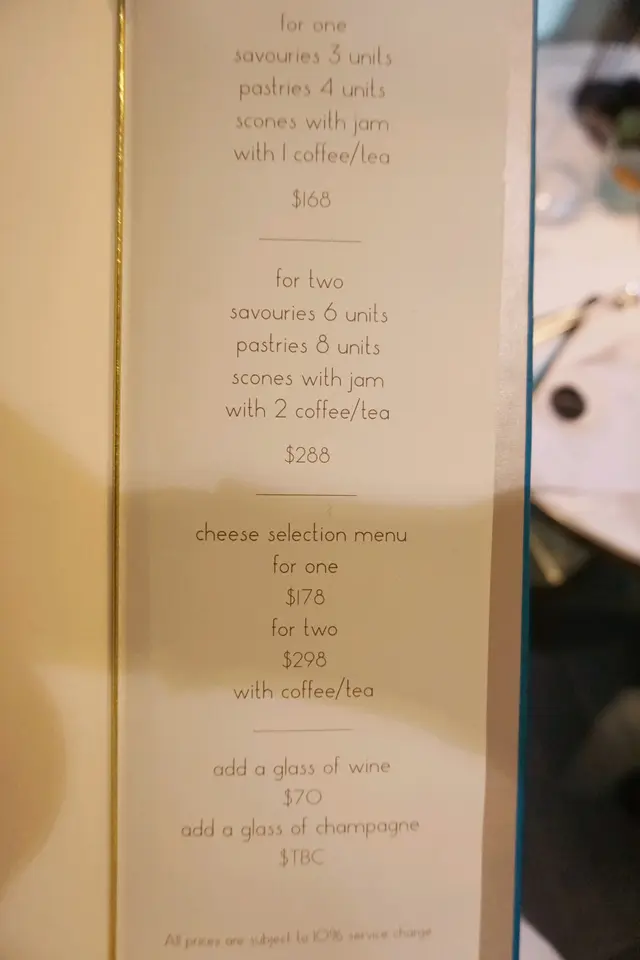 for one
savouries 3 units
pastries 4 units
scones with jam
with 1 coffee/tea
$168
for two
savouries 6 units
pastries 8 units
scones with jam
with 2 coffee/tea
$288
cheese selection menu
for one
$178
for two
$298
with coffee/tea
add a glass of wine
$70
add a glass of champagne
$TBC
All prices are subject to 10% service charge